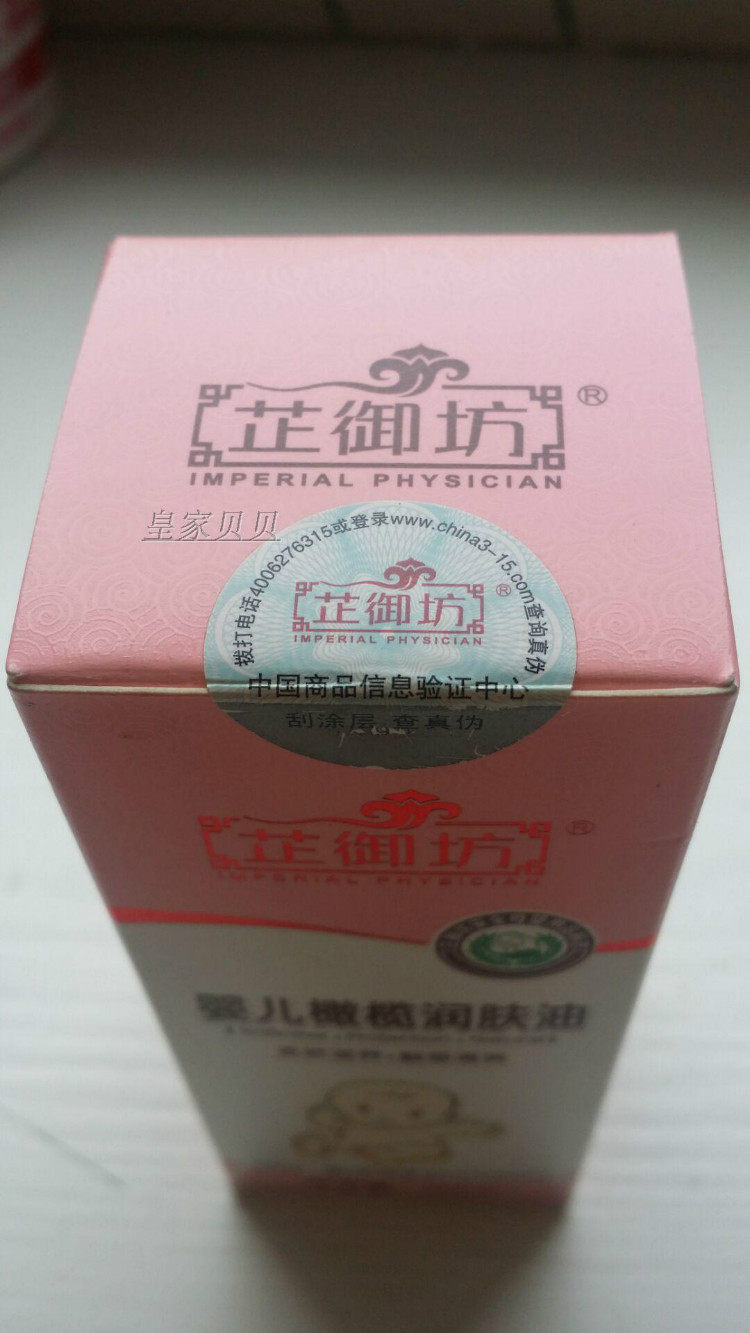 芷御坊®
IMPERIAL PHYSICIAN
皇家贝贝
拨打电话4006276315或登录www.china3-15.com查询真伪
芷御坊®
IMPERIAL PHYSICIAN
中国商品信息验证中心
刮涂层 查真伪
芷御坊®
IMPERIAL PHYSICIAN
婴儿橄榄润肤油